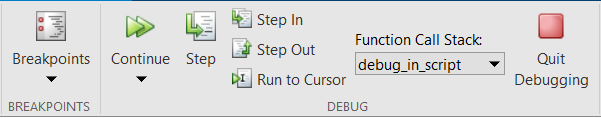 Breakpoints
Continue
Step
Step In
Step Out
Run to Cursor
Function Call Stack:
debug_in_script
Quit
Debugging
BREAKPOINTS
DEBUG